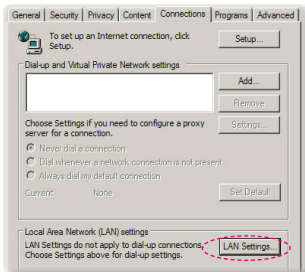 General Security Privacy Content Connections Programs Advanced
To set up an Internet connection, click Setup.
Setup...
Dial-up and Virtual Private Network settings
Add...
Remove
Choose Settings if you need to configure a proxy server for a connection.
Settings...
Never dial a connection
Dial whenever a network connection is not present
Always dial my default connection
Current None
Set Default
Local Area Network (LAN) settings
LAN Settings do not apply to dial-up connections. Choose Settings above for dial-up settings.
LAN Settings...